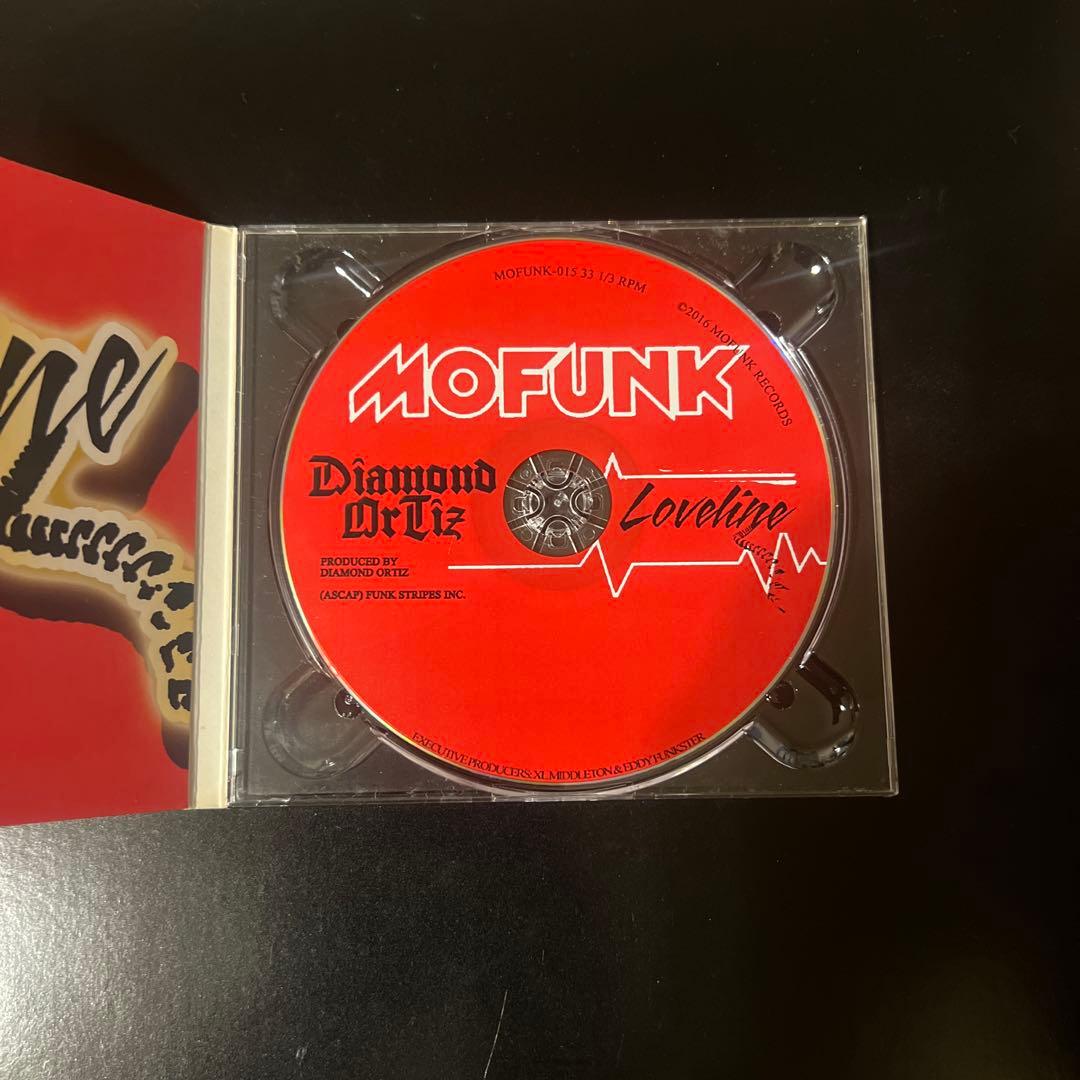 MOFUNK-015 33 1/3 RPM
©2016 MOFUNK RECORDS
MOFUNK
Diamond
Ortiz
Loveline
PRODUCED BY
DIAMOND ORTIZ
(ASCAP) FUNK STRIPES INC.
EXECUTIVE PRODUCERS: XL MIDDLETON & EDDY FUNKSTER